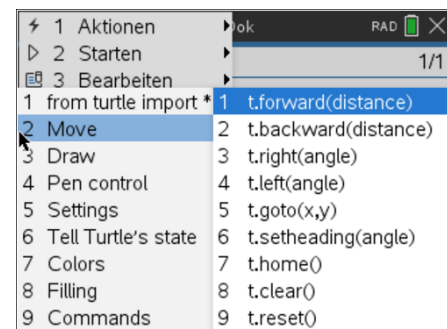 1 Aktionen
Dok RAD
2 Starten
1/1
3 Bearbeiten
1 from turtle import *
2 Move
3 Draw
4 Pen control
5 Settings
6 Tell Turtle's state
7 Colors
8 Filling
9 Commands
1 t.forward(distance)
2 t.backward(distance)
3 t.right(angle)
4 t.left(angle)
5 t.goto(x,y)
6 t.setheading(angle)
7 t.home()
8 t.clear()
9 t.reset()